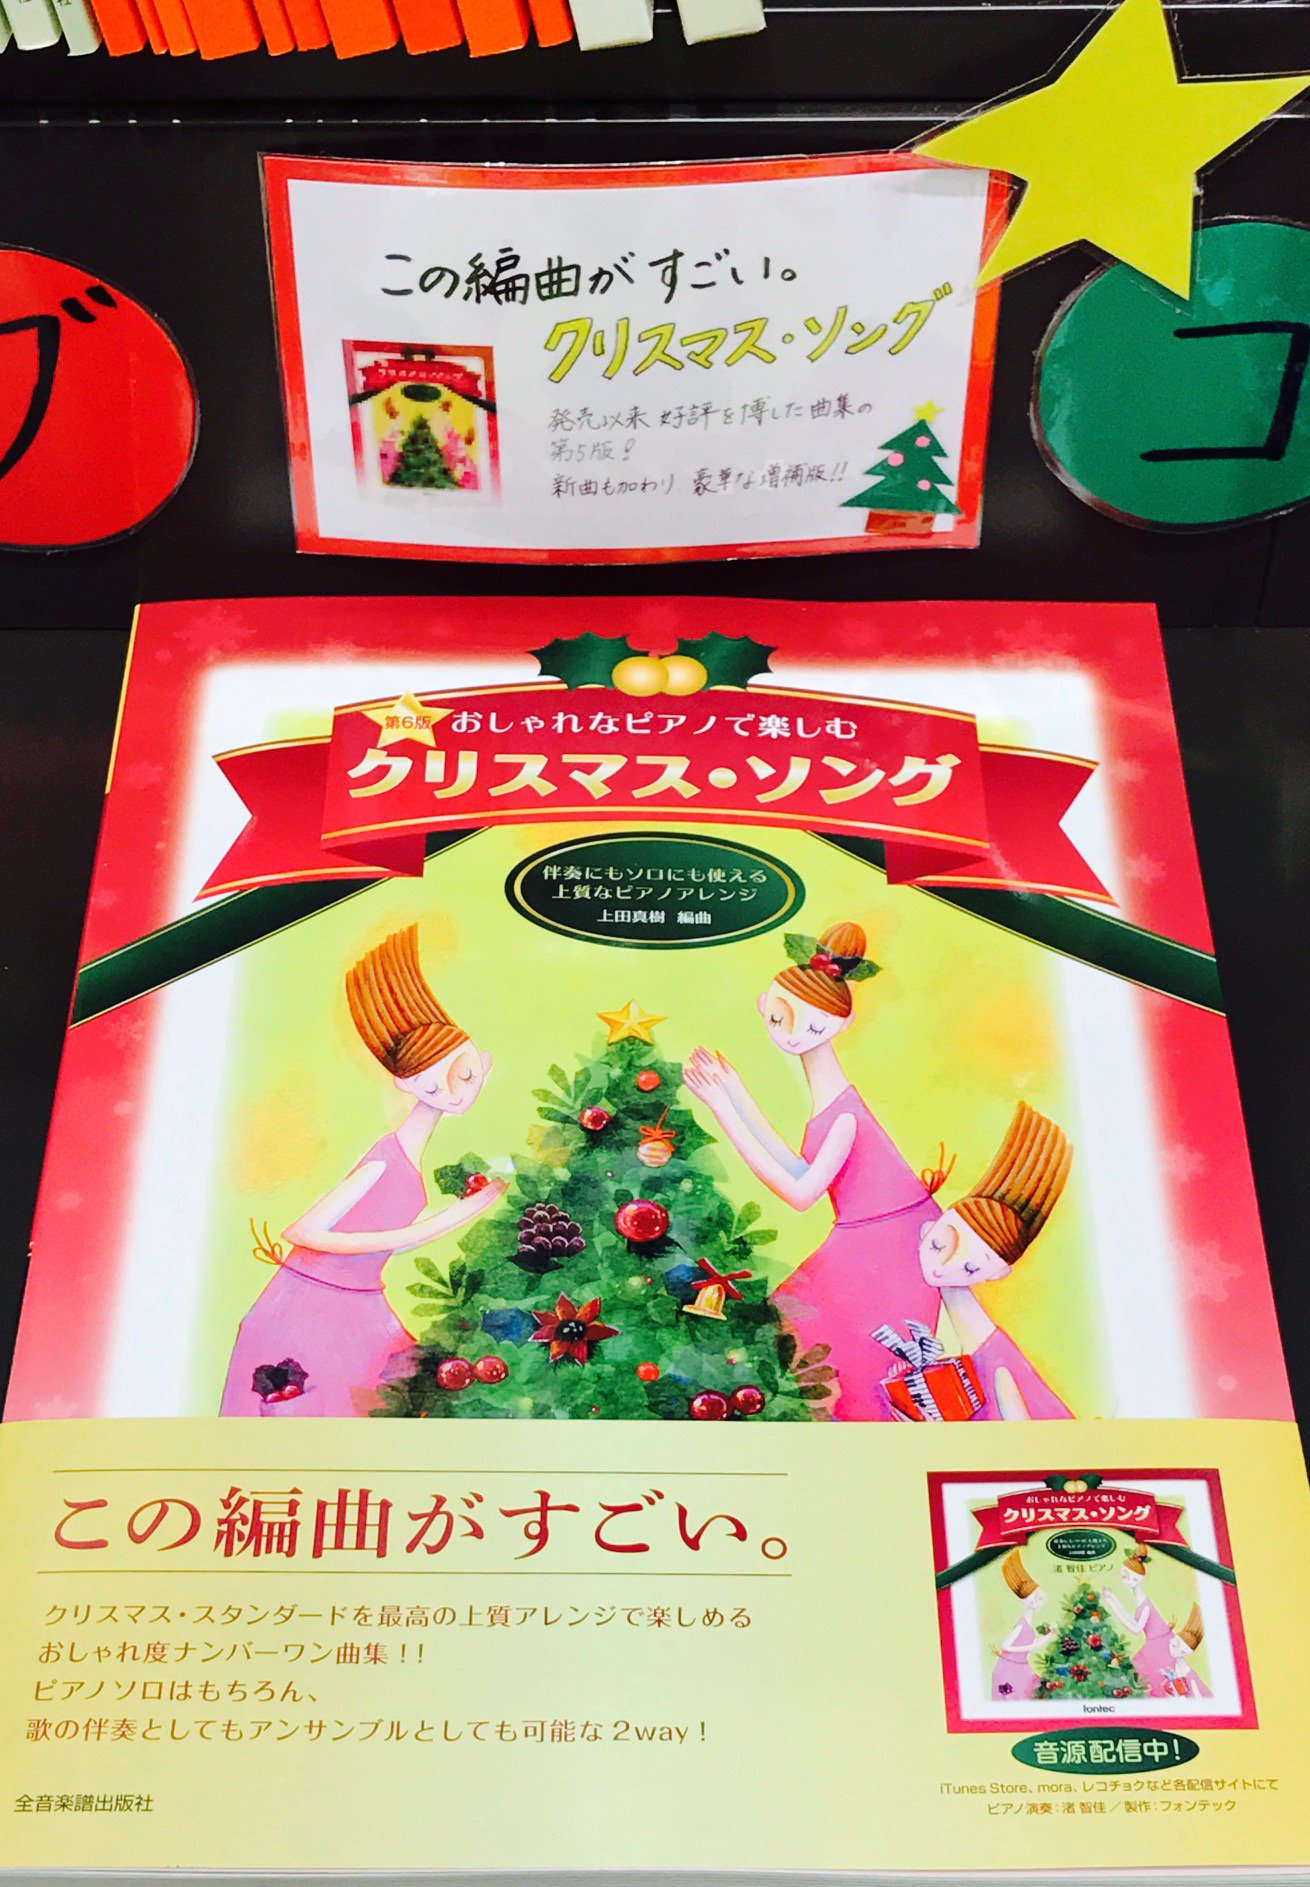 この編曲がすごい。
クリスマス・ソング
発売以来 好評を博した曲集の
第5版!
新曲も加わり、豪華な増補版!!
ブ
コ
第6版
おしゃれなピアノで楽しむ
クリスマス・ソング
伴奏にもソロにも使える
上質なピアノアレンジ
上田真樹 編曲
この編曲がすごい。
クリスマス・スタンダードを最高の上質アレンジで楽しめる
おしゃれ度ナンバーワン曲集!!
ピアノソロはもちろん、
歌の伴奏としてもアンサンブルとしても可能な2way!
全音楽譜出版社
おしゃれなピアノで楽しむ
クリスマス・ソング
渚 智佳 ピアノ
fontec
音源配信中!
iTunes Store、mora、レコチョクなど各配信サイトにて
ピアノ演奏:渚 智佳/製作:フォンテック